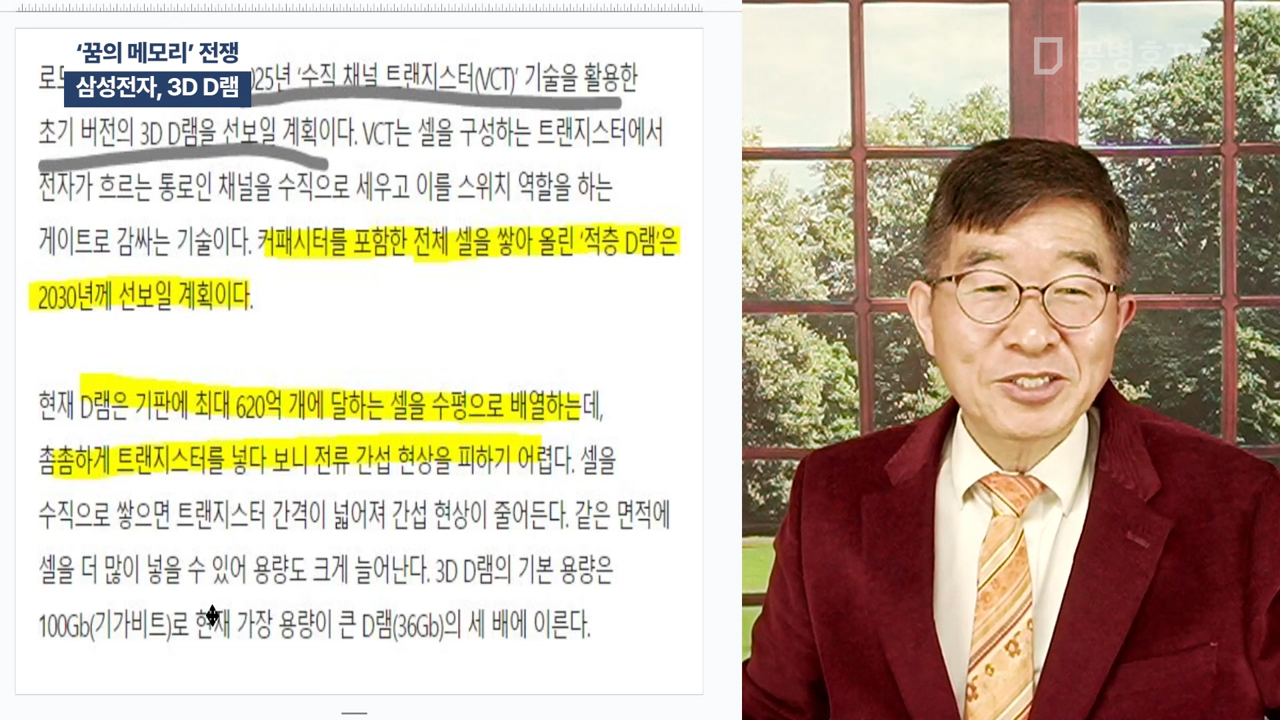 ‘꿈의 메모리’ 전쟁
삼성전자, 3D D램
025년 ‘수직 채널 트랜지스터(VCT)’ 기술을 활용한
초기 버전의 3D D램을 선보일 계획이다. VCT는 셀을 구성하는 트랜지스터에서
전자가 흐르는 통로인 채널을 수직으로 세우고 이를 스위치 역할을 하는
게이트로 감싸는 기술이다. 커패시터를 포함한 전체 셀을 쌓아 올린 ‘적층 D램’은
2030년께 선보일 계획이다.
현재 D램은 기판에 최대 620억 개에 달하는 셀을 수평으로 배열하는데,
촘촘하게 트랜지스터를 넣다 보니 전류 간섭 현상을 피하기 어렵다. 셀을
수직으로 쌓으면 트랜지스터 간격이 넓어져 간섭 현상이 줄어든다. 같은 면적에
셀을 더 많이 넣을 수 있어 용량도 크게 늘어난다. 3D D램의 기본 용량은
100Gb(기가비트)로 현재 가장 용량이 큰 D램(36Gb)의 세 배에 이른다.